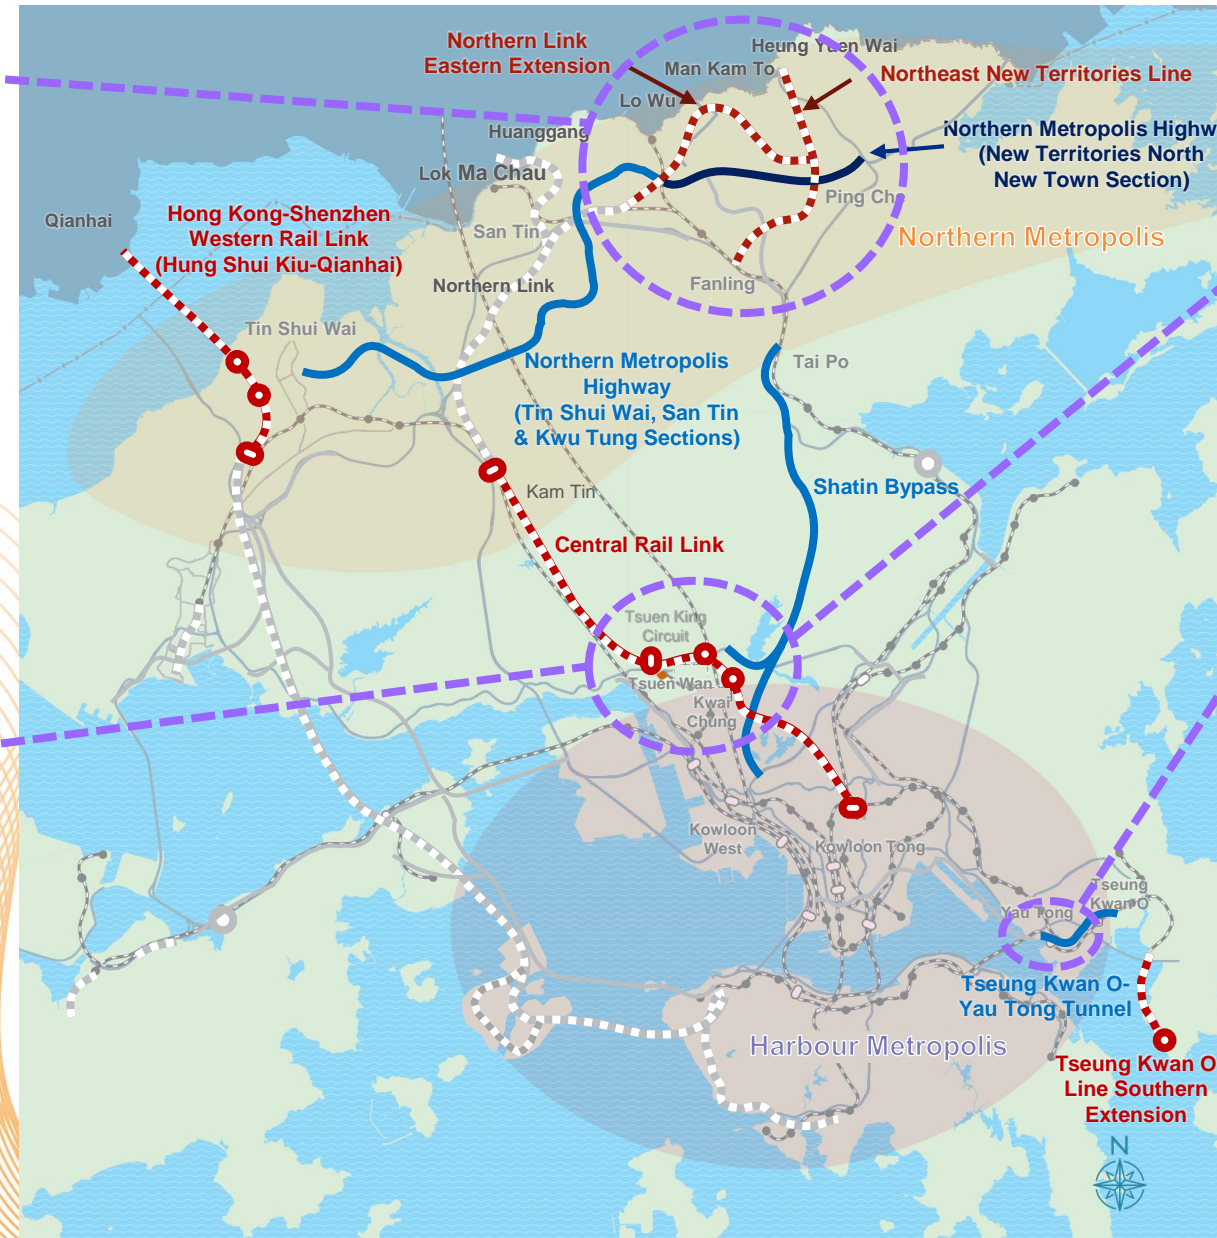 Northern Link
Eastern Extension
Heung Yuen Wai
Man Kam To
Northeast New Territories Line
Lo Wu
Huanggang
Northern Metropolis Highw
(New Territories North
New Town Section)
Lok Ma Chau
Qianhai
Hong Kong-Shenzhen
Western Rail Link
(Hung Shui Kiu-Qianhai)
San Tin
Ping Che
Northern Metropolis
Northern Link
Fanling
Tin Shui Wai
Northern Metropolis
Highway
(Tin Shui Wai, San Tin
& Kwu Tung Sections)
Tai Po
Kam Tin
Shatin Bypass
Central Rail Link
Tsuen King
Circuit
Tsuen Wan
Kwai
Chung
Kowloon
West
Kowloon Tong
Tseung
Kwan O
Yau Tong
Tseung Kwan O-
Yau Tong Tunnel
Harbour Metropolis
Tseung Kwan O
Line Southern
Extension
N